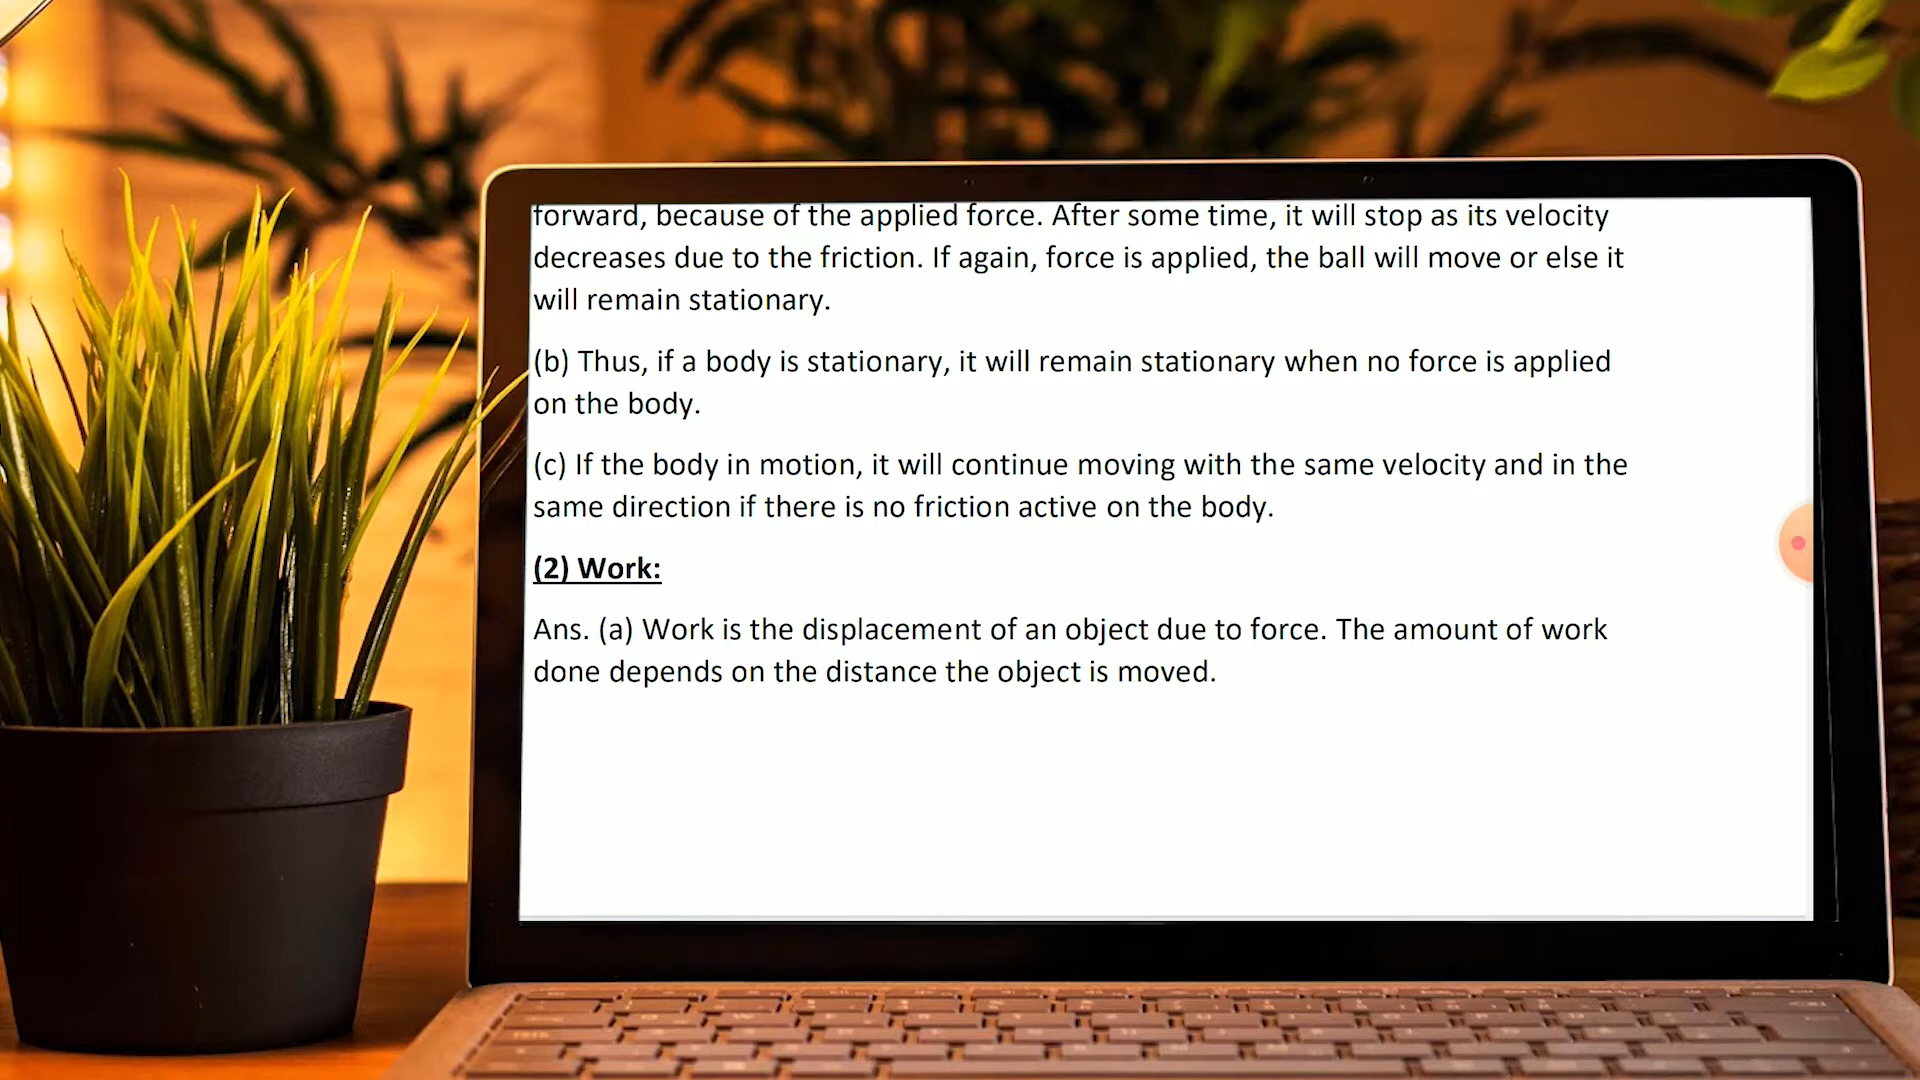 forward, because of the applied force. After some time, it will stop as its velocity
decreases due to the friction. If again, force is applied, the ball will move or else it
will remain stationary.
(b) Thus, if a body is stationary, it will remain stationary when no force is applied
on the body.
(c) If the body in motion, it will continue moving with the same velocity and in the
same direction if there is no friction active on the body.
(2) Work:
Ans. (a) Work is the displacement of an object due to force. The amount of work
done depends on the distance the object is moved.